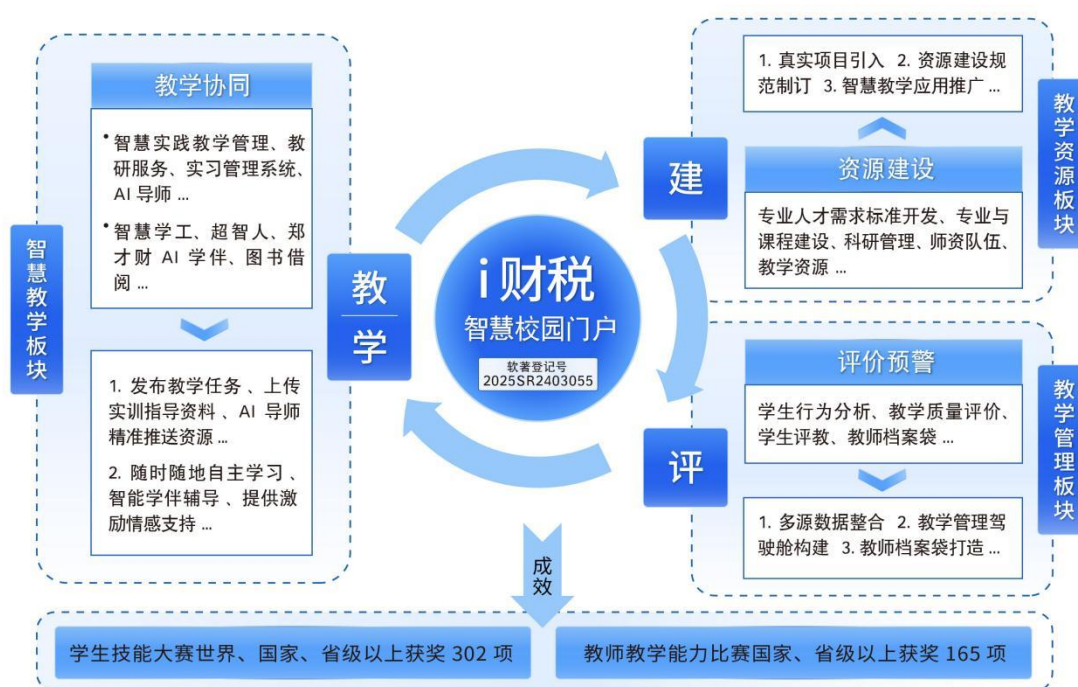 智慧教学板块
教学协同
•智慧实践教学管理、教
研服务、实习管理系统、
AI 导师 ...
•智慧学工、超智人、郑
才财 AI 学伴、图书借
阅 ...
1. 发布教学任务 、上传
实训指导资料 、AI 导师
精准推送资源 ...
2. 随时随地自主学习 、
智能学伴辅导 、提供激
励情感支持 ...
教
学
i 财税
智慧校园门户
软著登记号
2025SR2403055
建
1. 真实项目引入 2. 资源建设规
范制订 3. 智慧教学应用推广 ...
资源建设
专业人才需求标准开发、专业与
课程建设、科研管理、师资队伍、
教学资源 ...
教学资源板块
评
评价预警
学生行为分析、教学质量评价、
学生评教、教师档案袋 ...
1. 多源数据整合 2. 教学管理驾
驶舱构建 3. 教师档案袋打造 ...
教学管理板块
成效
学生技能大赛世界、国家、省级以上获奖 302 项
教师教学能力比赛国家、省级以上获奖 165 项